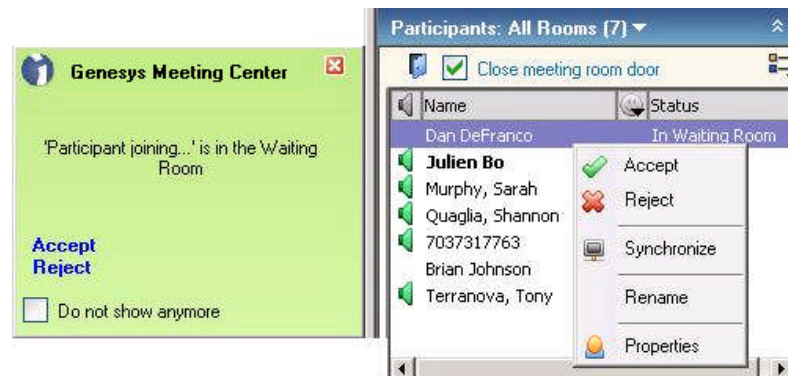 Genesys Meeting Center
'Participant joining...' is in the Waiting
Room
Accept
Reject
Do not show anymore
Participants: All Rooms (7)
Close meeting room door
Name Status
Dan DeFranco In Waiting Room
Julien Bo
Murphy, Sarah
Quaglia, Shannon
7037317763
Brian Johnson
Terranova, Tony
Accept
Reject
Synchronize
Rename
Properties